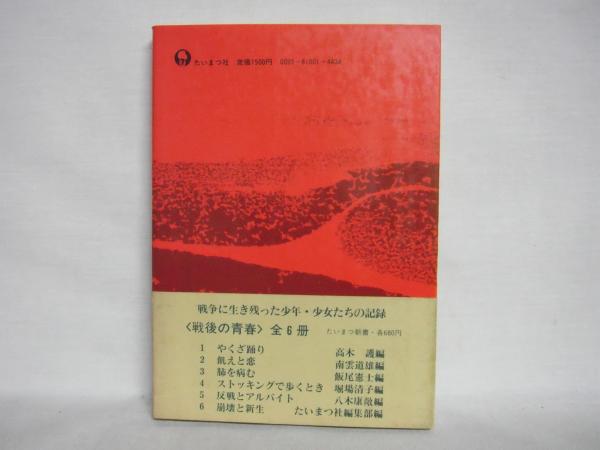 たいまつ社 定価1500円 0095-61001-4434
戦争に生き残った少年・少女たちの記録
〈戦後の青春〉全6册 たいまつ新書・各680円
1 やくざ踊り 高木 護編
2 飢えと恋 南雲道雄編
3 肺を病む 飯尾憲士編
4 ストッキングで歩くとき 堀場清子編
5 反戦とアルバイト 八木康敞編
6 崩壊と新生 たいまつ社編集部編